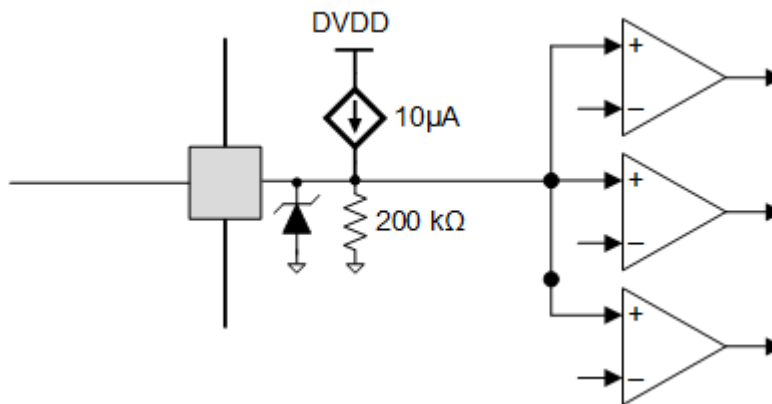 DVDD
10µA
200 kΩ
+
–
+
–
+
–